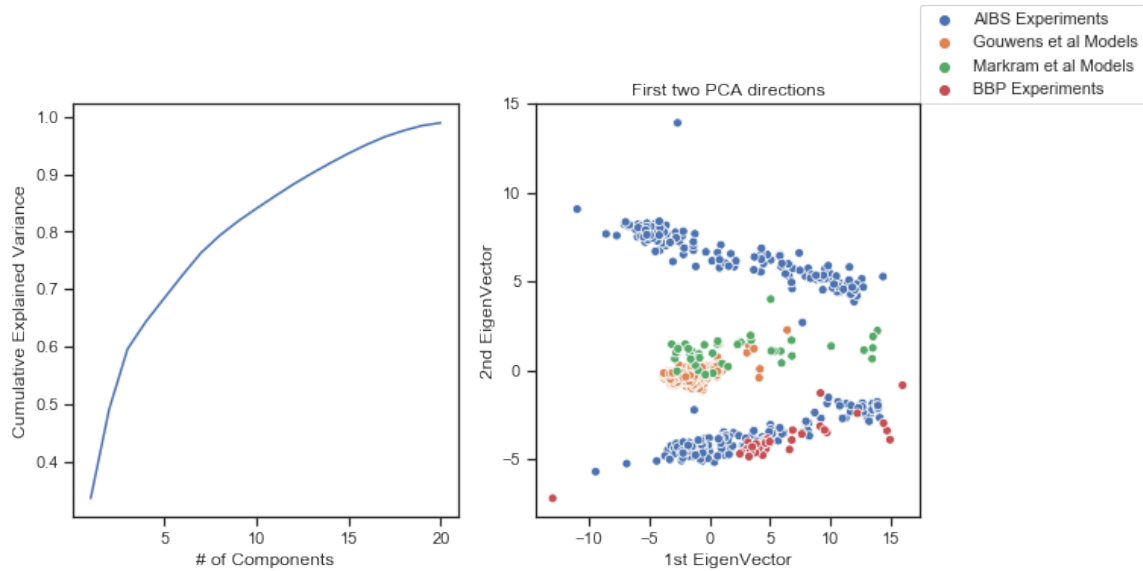 AIBS Experiments
Gouwens et al Models
Markram et al Models
BBP Experiments
First two PCA directions
Cumulative Explained Variance
1.0
0.9
0.8
0.7
0.6
0.5
0.4
5
10
15
20
# of Components
2nd EigenVector
15
10
5
0
−5
−10
−5
0
5
10
15
1st EigenVector